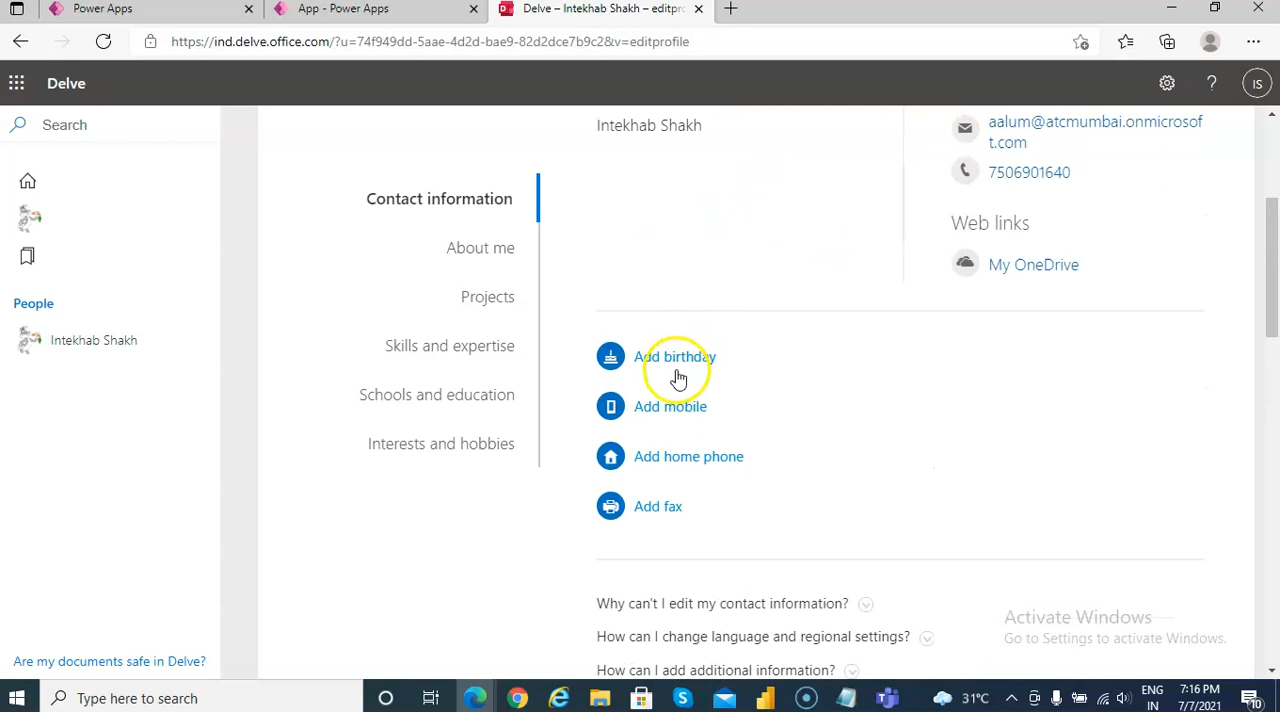 Power Apps
App - Power Apps
Delve – Intekhab Shakh – editpro
https://ind.delve.office.com/?u=74f949dd-5aae-4d2d-bae9-82d2dce7b9c2&v=editprofile
Delve
IS
Search
People
Intekhab Shakh
Are my documents safe in Delve?
Contact information
About me
Projects
Skills and expertise
Schools and education
Interests and hobbies
Intekhab Shakh
aalum@atcmumbai.onmicrosof
t.com
7506901640
Web links
My OneDrive
Add birthday
Add mobile
Add home phone
Add fax
Why can't I edit my contact information?
How can I change language and regional settings?
How can I add additional information?
Activate Windows
Go to Settings to activate Windows.
Type here to search
31°C
ENG
IN
7:16 PM
7/7/2021
10